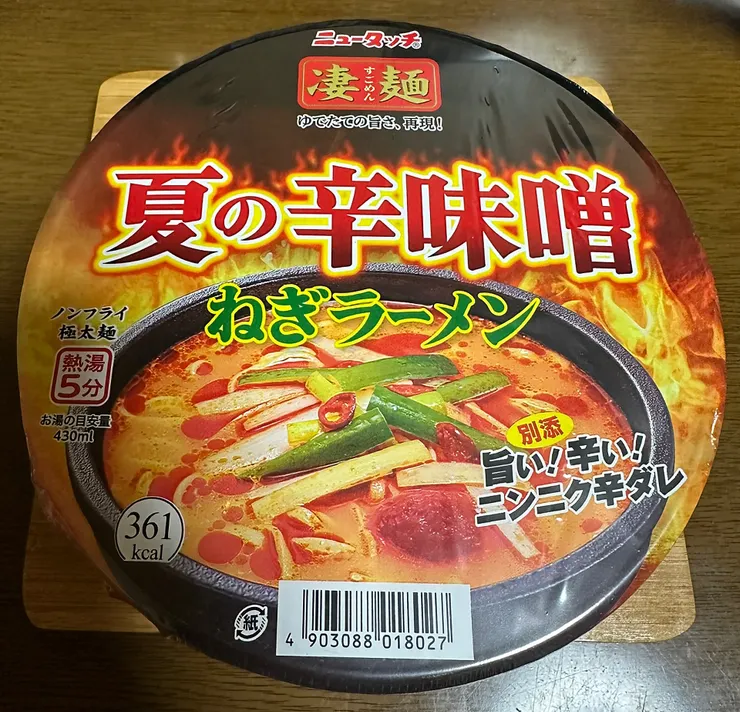 ニュータッチ®
凄麺
すごめん
ゆでたての旨さ、再現!
夏の辛味噌
ねぎラーメン
ノンフライ
極太麺
熱湯
5分
お湯の目安量
430ml
別添
旨い!辛い!
ニンニク辛ダレ
361
kcal
紙
4 903088 018027